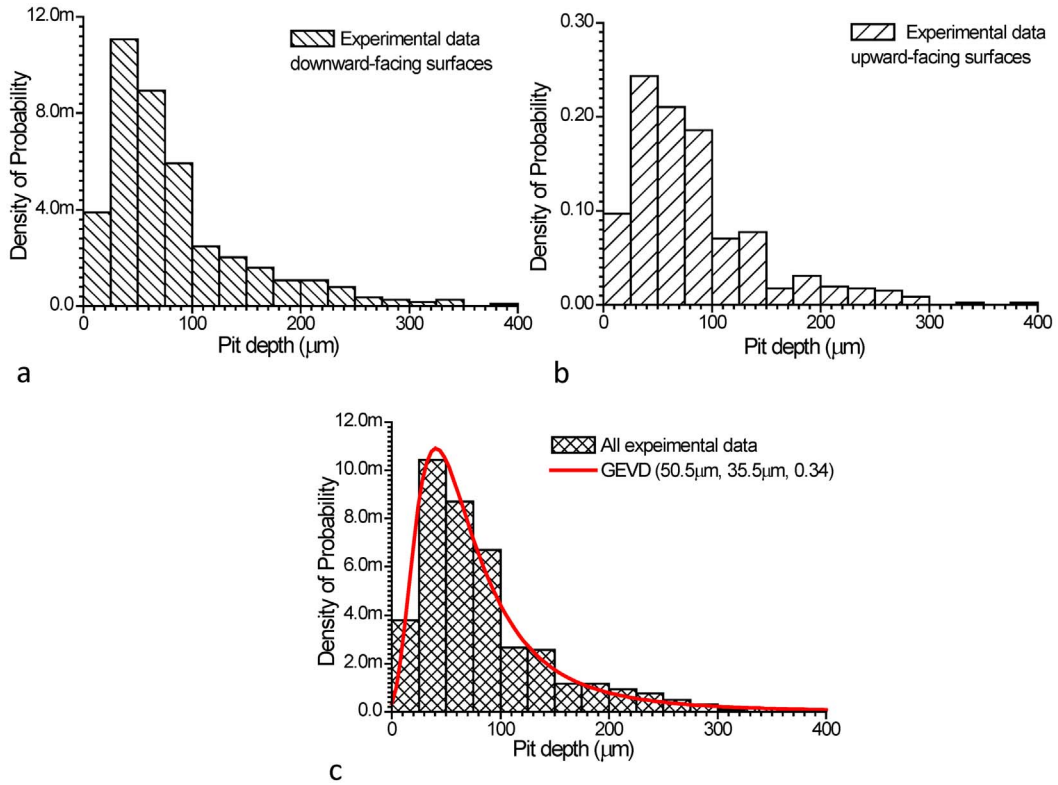 12.0m
8.0m
4.0m
0.0
Density of Probability
Experimental data
downward-facing surfaces
0 100 200 300 400
Pit depth (μm)
a
0.30
0.20
0.10
0.00
Density of Probability
Experimental data
upward-facing surfaces
0 100 200 300 400
Pit depth (μm)
b
12.0m
10.0m
8.0m
6.0m
4.0m
2.0m
0.0
Density of Probability
All expeimental data
GEVD (50.5μm, 35.5μm, 0.34)
0 100 200 300 400
Pit depth (μm)
c